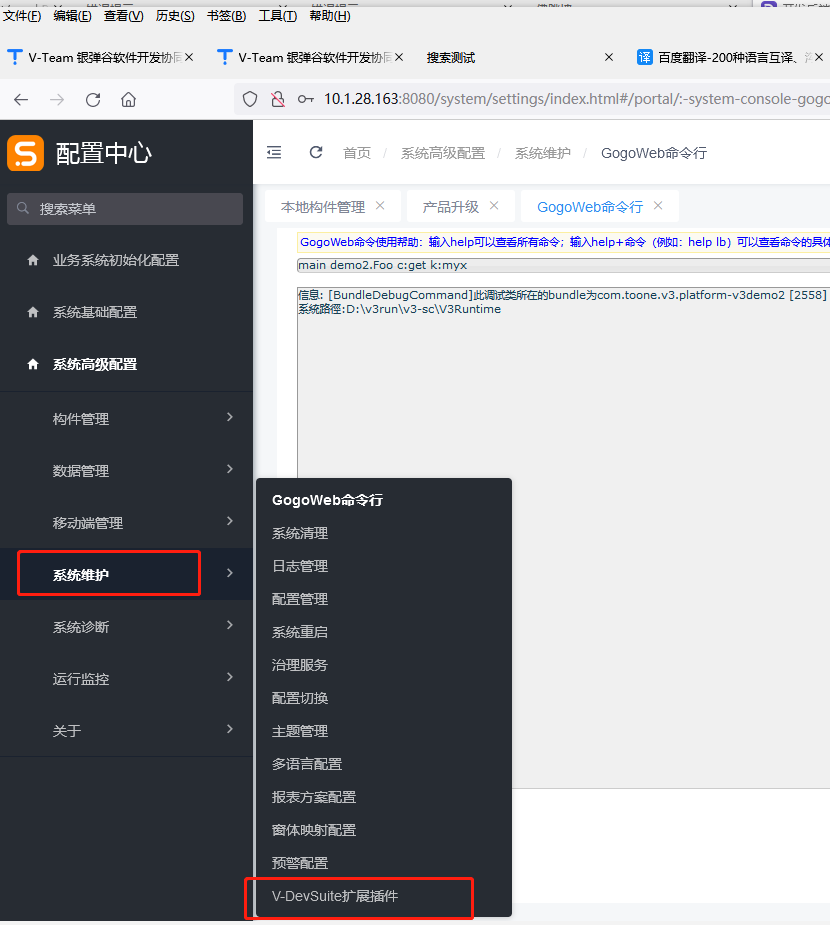 文件(F) 编辑(E) 查看(V) 历史(S) 书签(B) 工具(T) 帮助(H)
V-Team 银弹谷软件开发协同 V-Team 银弹谷软件开发协同 搜索测试 译 百度翻译-200种语言互译、
10.1.28.163:8080/system/settings/index.html#/portal/:-system-console-gogo
配置中心
首页 / 系统高级配置 / 系统维护 / GogoWeb命令行
搜索菜单
本地构件管理 产品升级 GogoWeb命令行
GogoWeb命令使用帮助：输入help可以查看所有命令；输入help+命令（例如：help lb）可以查看命令的具体
main demo2.Foo c:get k:myx
信息: [BundleDebugCommand]此调试类所在的bundle为com.toone.v3.platform-v3demo2 [2558]
系统路徑:D:\v3run\v3-sc\V3Runtime
业务系统初始化配置
系统基础配置
系统高级配置
构件管理
数据管理
移动端管理
系统维护
系统诊断
运行监控
关于
GogoWeb命令行
系统清理
日志管理
配置管理
系统重启
治理服务
配置切换
主题管理
多语言配置
报表方案配置
窗体映射配置
预警配置
V-DevSuite扩展插件